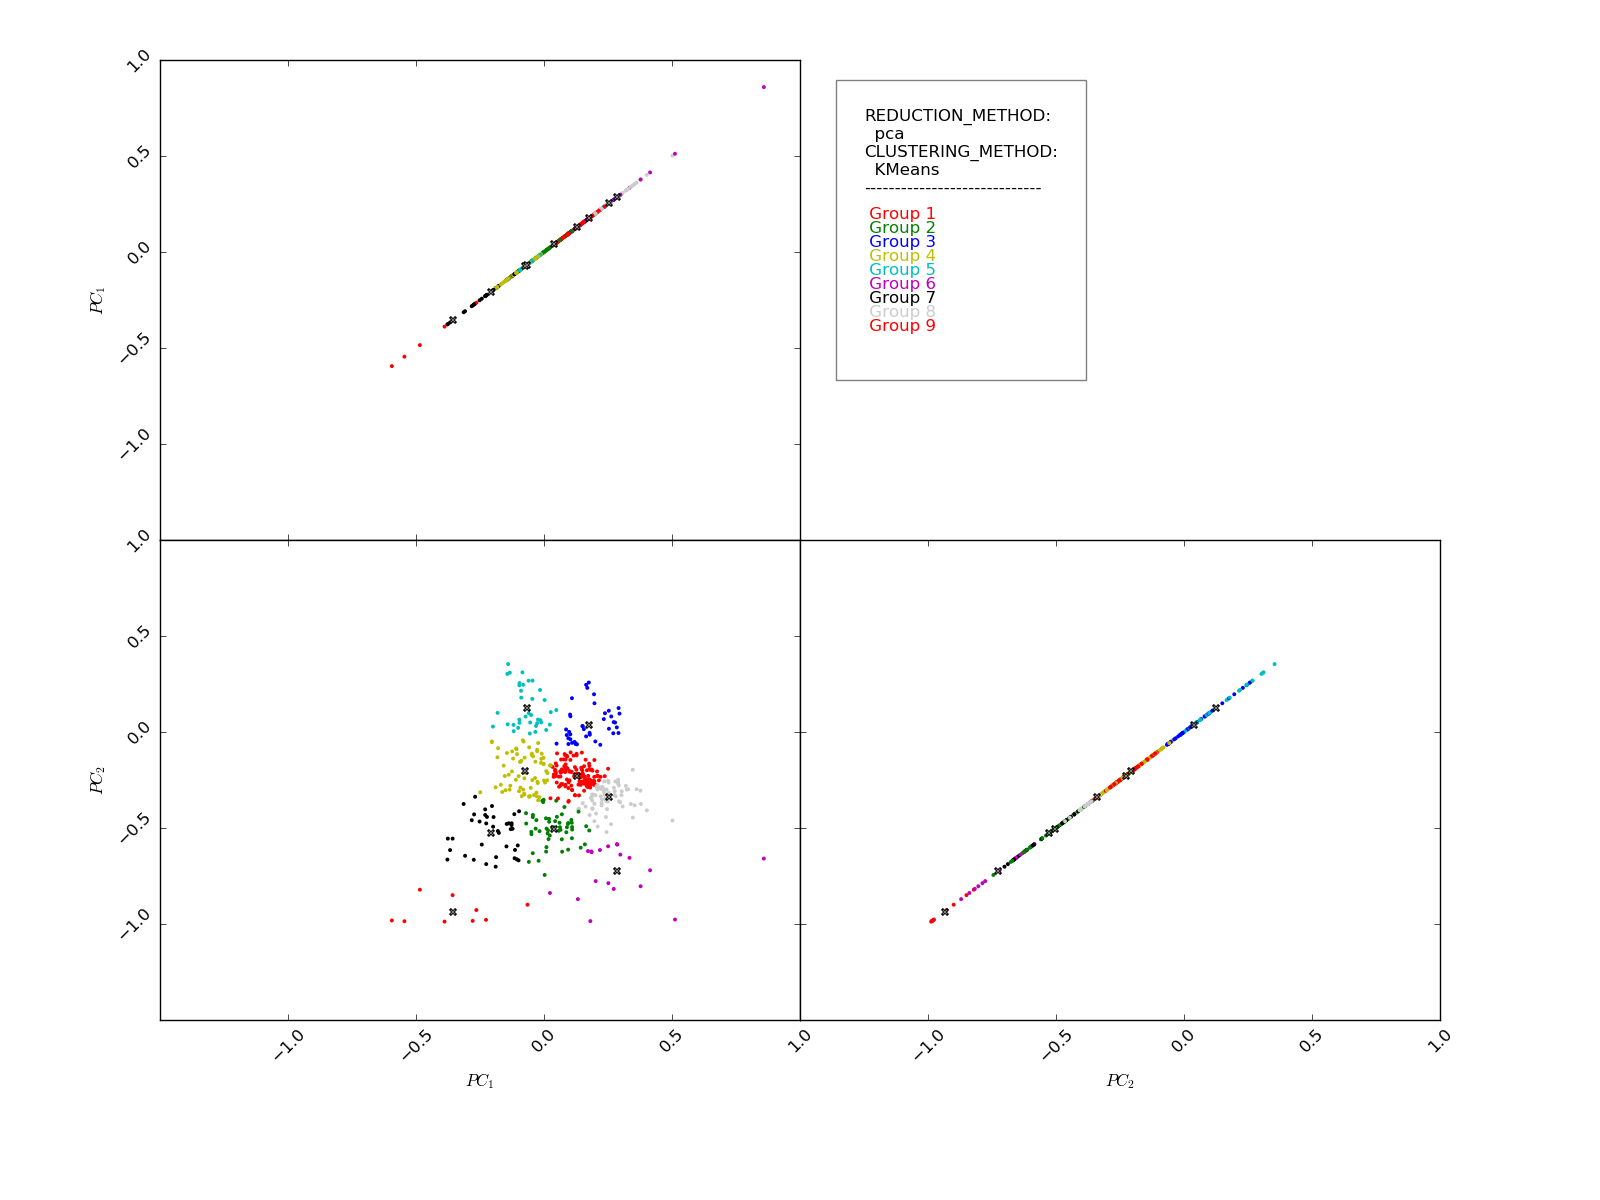 1.0
0.5
0.0
−0.5
−1.0
PC1
REDUCTION_METHOD:
pca
CLUSTERING_METHOD:
KMeans
------------------------------
Group 1
Group 2
Group 3
Group 4
Group 5
Group 6
Group 7
Group 8
Group 9
1.0
0.5
0.0
−0.5
−1.0
PC2
−1.0 −0.5 0.0 0.5 1.0
PC1
−1.0 −0.5 0.0 0.5 1.0
PC2